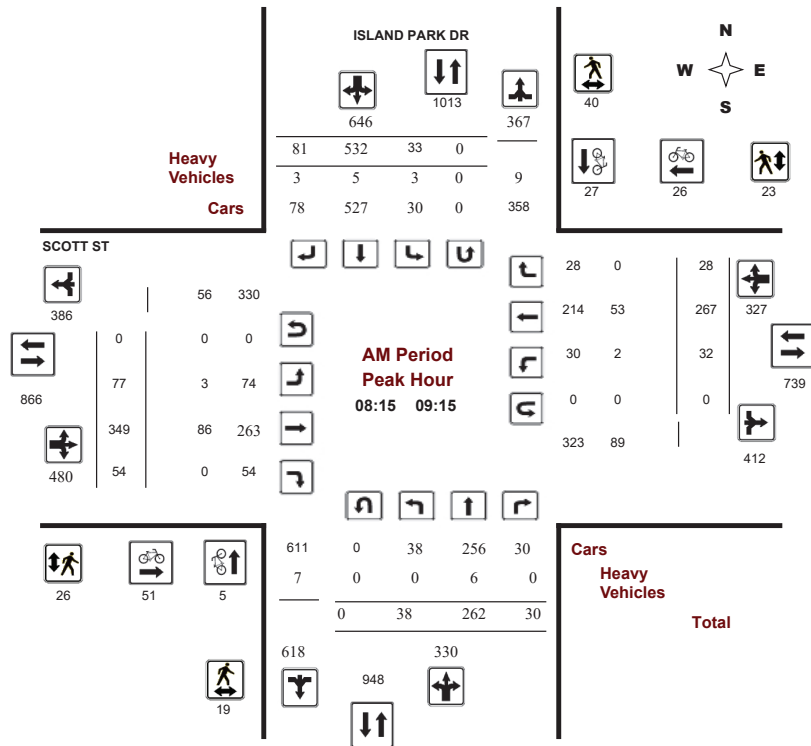 ISLAND PARK DR
N
W E
S
1013
40
646 367
81 532 33 0
Heavy
Vehicles
3 5 3 0 9
27 26 23
Cars 78 527 30 0 358
SCOTT ST
28 0 28
386 56 330
214 53 267 327
0 0 0
AM Period
30 2 32
866 77 3 74
Peak Hour
739
08:15 09:15
0 0 0
349 86 263
323 89
412
480 54 0 54
611 0 38 256 30 Cars
7 0 0 6 0 Heavy
Vehicles
26 51 5
0 38 262 30 Total
618 330
948
19